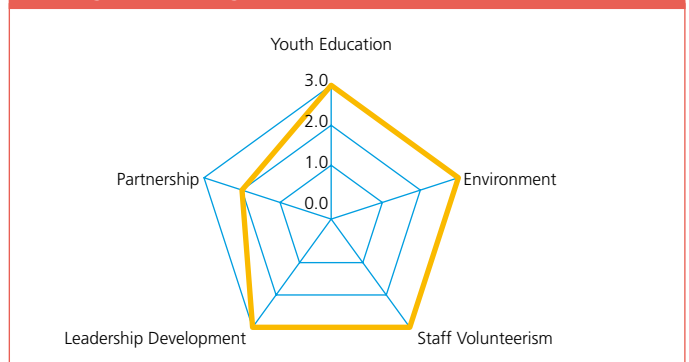 Youth Education
3.0
2.0
1.0
0.0
Partnership
Environment
Leadership Development
Staff Volunteerism